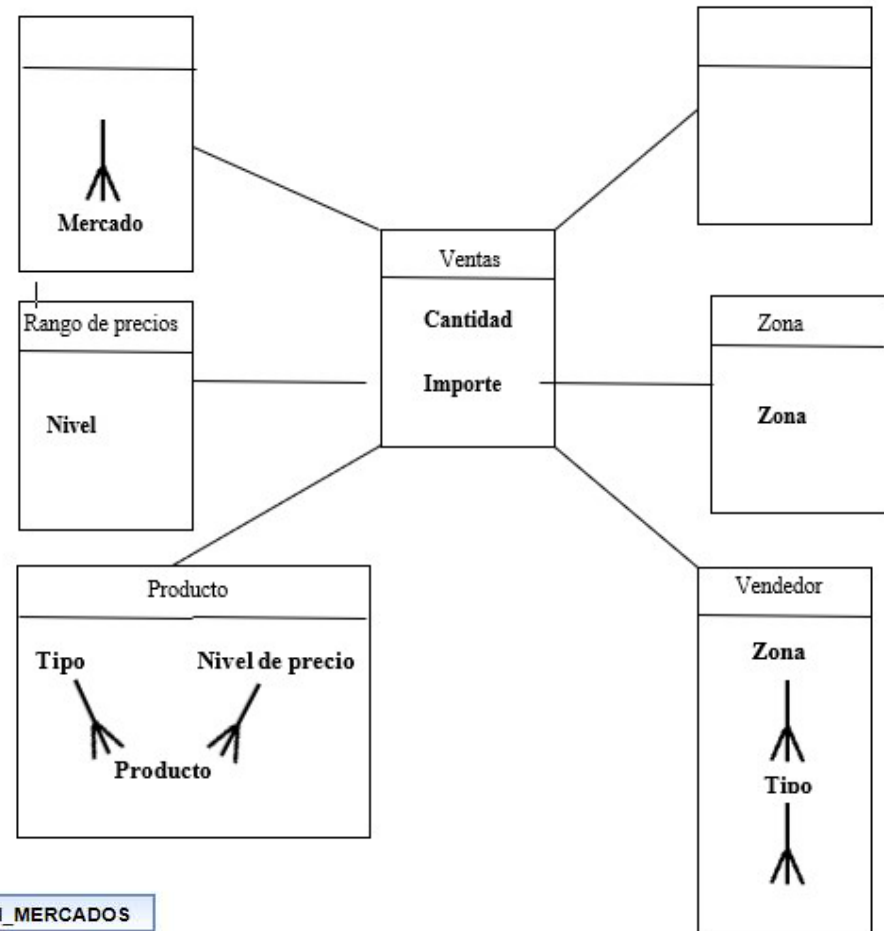 Mercado
Ventas
Cantidad
Importe
Rango de precios
Nivel
Zona
Zona
Producto
Tipo
Nivel de precio
Producto
Vendedor
Zona
Tipo
_MERCADOS